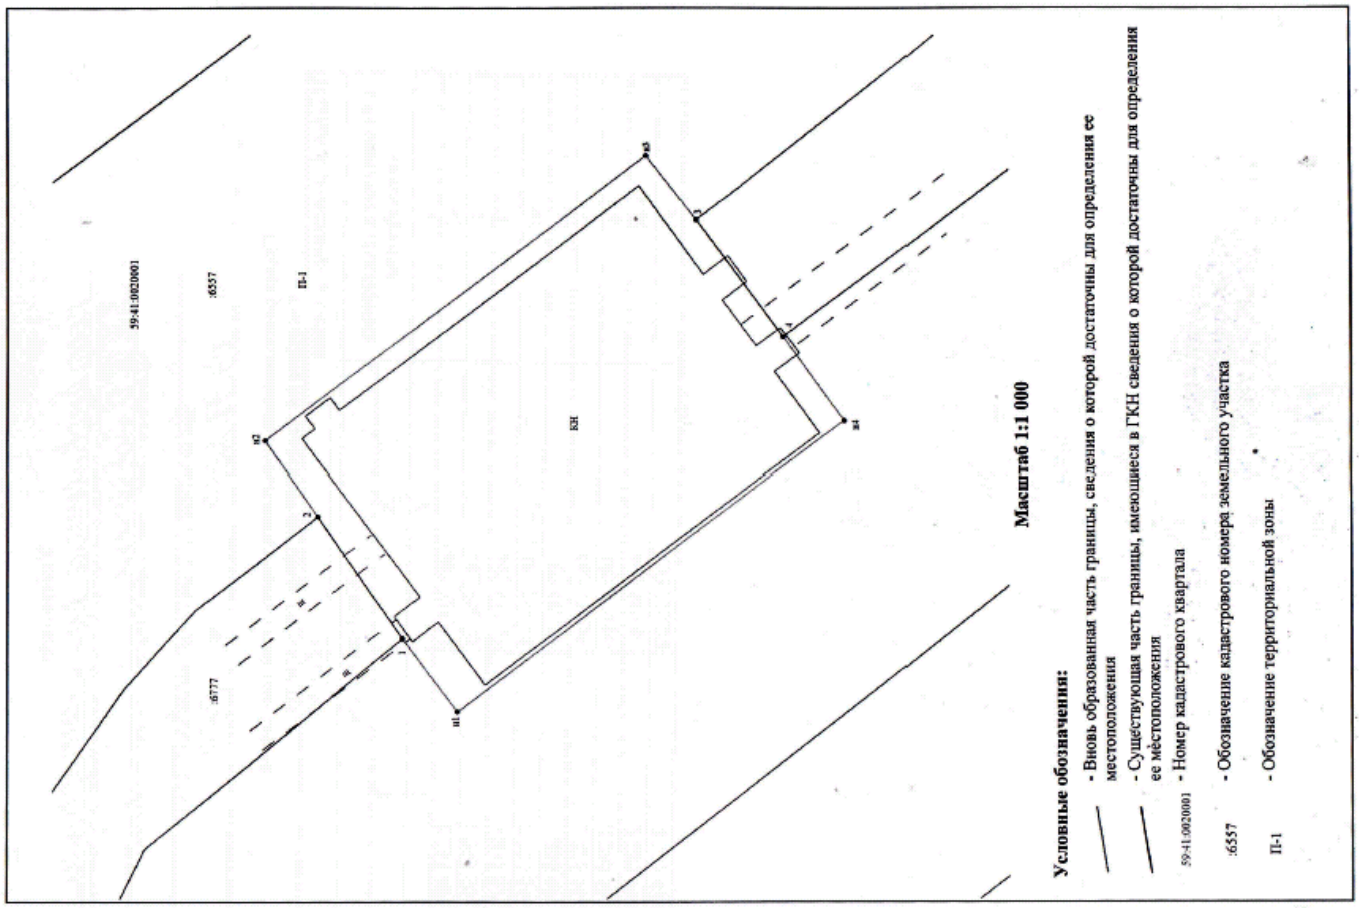 59:41:0020001
:6557
П-1
:6777
н2
2
1
н1
н3
3
4
н4
КН
Масштаб 1:1 000
Условные обозначения:
- Вновь образованная часть границы, сведения о которой достаточны для определения ее
местоположения
- Существующая часть границы, имеющиеся в ГКН сведения о которой достаточны для определения
ее местоположения
59:41:0020001 - Номер кадастрового квартала
:6557 - Обозначение кадастрового номера земельного участка
П-1 - Обозначение территориальной зоны